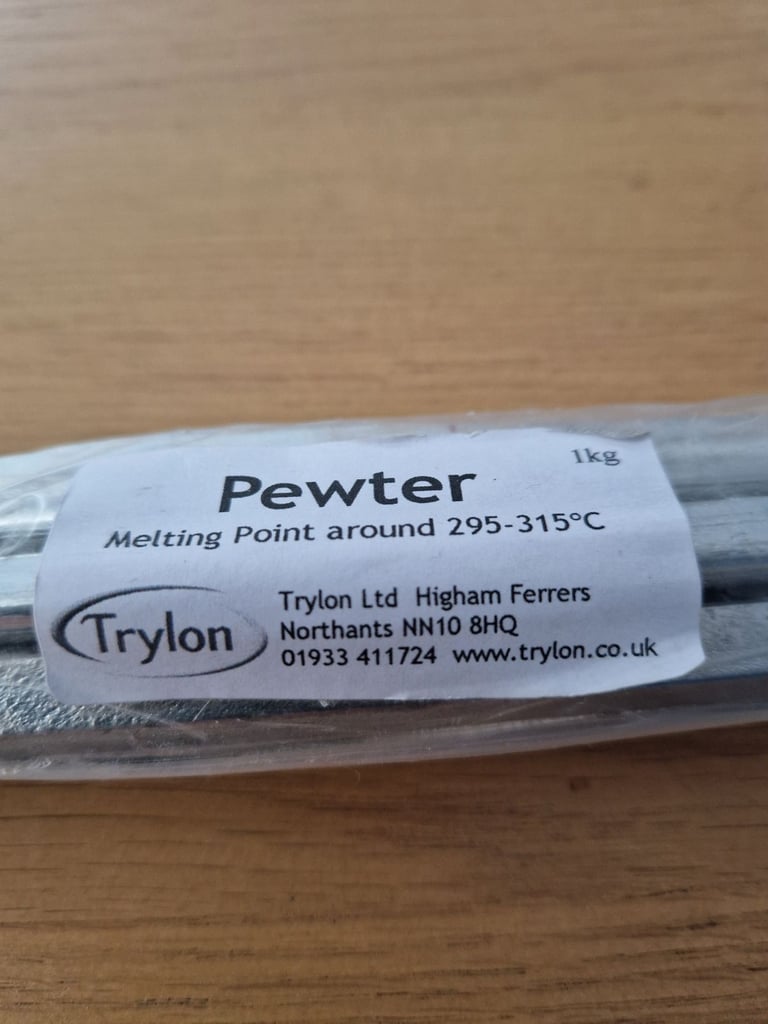 1kg
Pewter
Melting Point around 295-315°C
Trylon
Trylon Ltd Higham Ferrers
Northants NN10 8HQ
01933 411724 www.trylon.co.uk